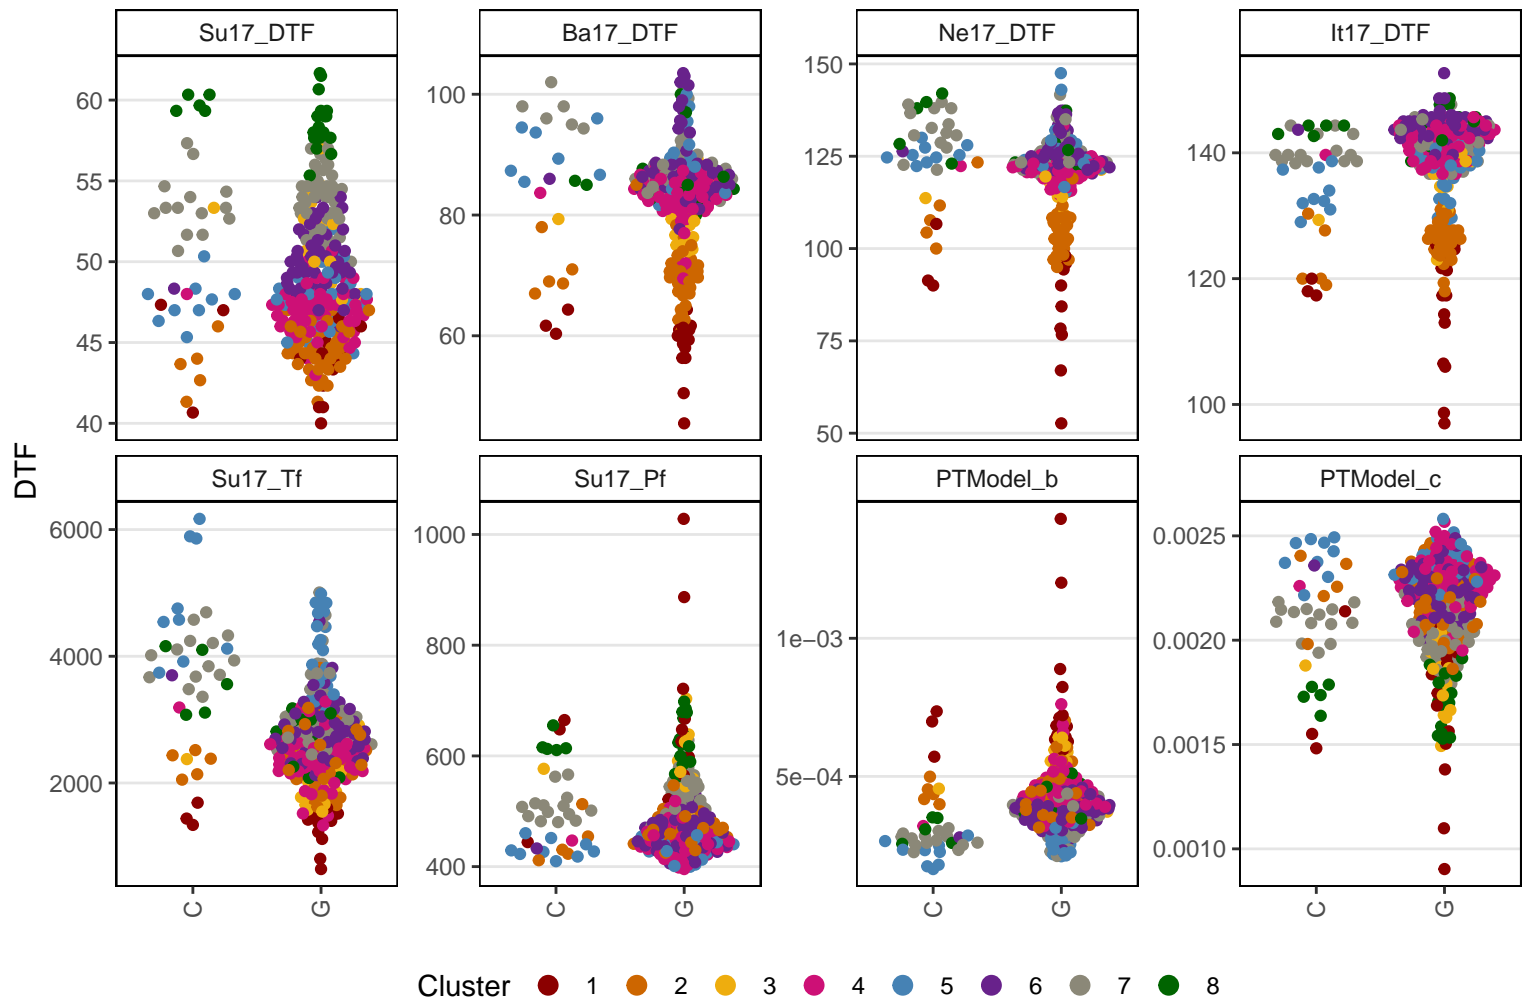 Su17_DTF
Ba17_DTF
Ne17_DTF
It17_DTF
60
55
50
45
40
100
80
60
150
125
100
75
50
140
120
100
DTF
Su17_Tf
Su17_Pf
PTModel_b
PTModel_c
6000
4000
2000
1000
800
600
400
1e−03
5e−04
0.0025
0.0020
0.0015
0.0010
C G
C G
C G
C G
Cluster 1 2 3 4 5 6 7 8